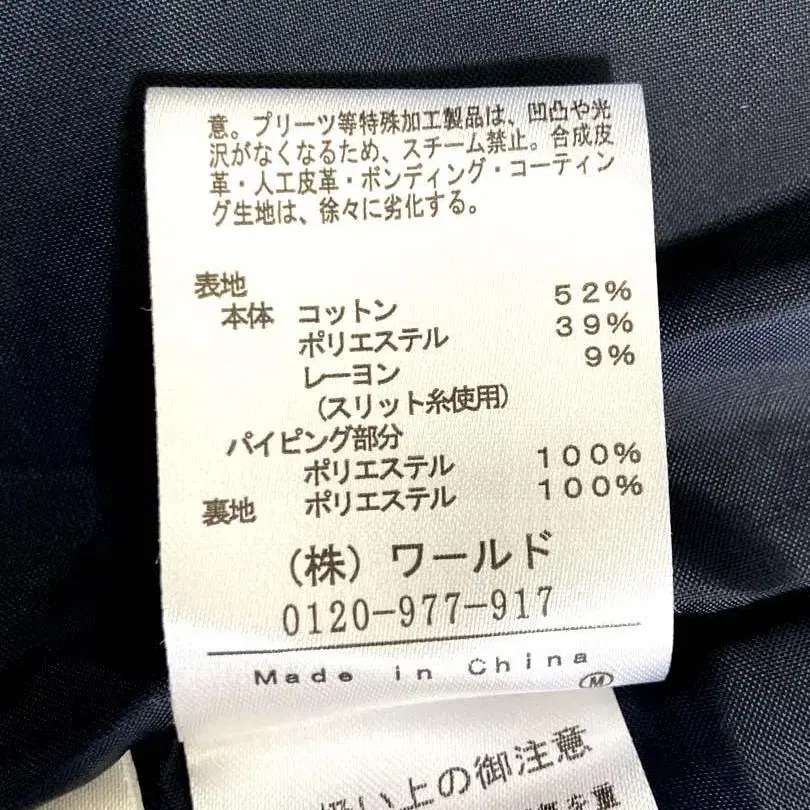 意。プリーツ等特殊加工製品は、凹凸や光
沢がなくなるため、スチーム禁止。合成皮
革・人工皮革・ボンディング・コーティン
グ生地は、徐々に劣化する。
表地
本体 コットン 52%
ポリエステル 39%
レーヨン 9%
(スリット糸使用)
パイピング部分
ポリエステル 100%
裏地 ポリエステル 100%
(株)ワールド
0120-977-917
Made in China
M
扱い上の御注意